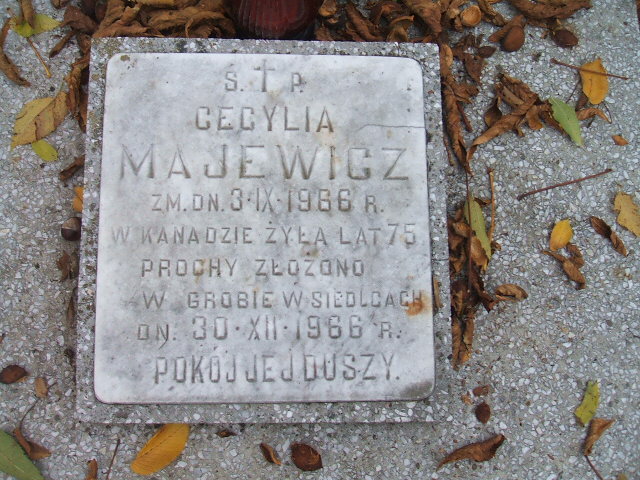 Ś. † P.
CECYLIA
MAJEWICZ
ZM. DN. 3·IX·1966 R.
W KANADZIE ŻYŁA LAT 75
PROCHY ZŁOŻONO
W GROBIE W SIEDLCACH
DN. 30·XII·1966 R.
POKÓJ JEJ DUSZY.